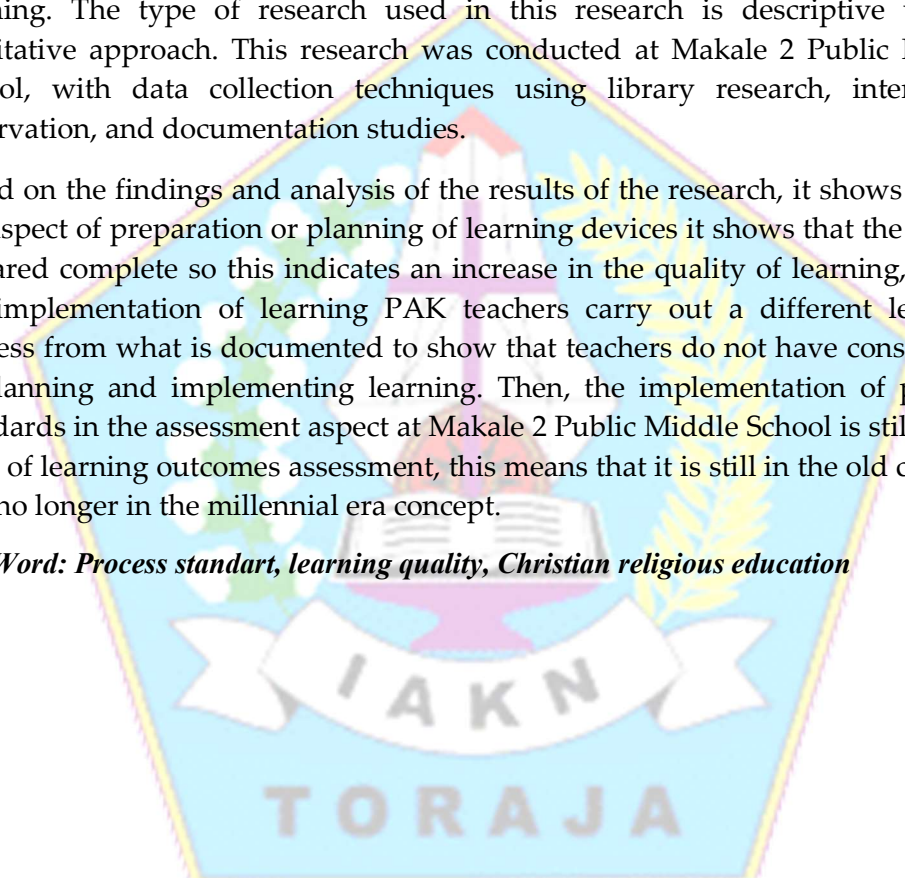 ning. The type of research used in this research is descriptive
itative approach. This research was conducted at Makale 2 Public
ol, with data collection techniques using library research,
rvation, and documentation studies.
d on the findings and analysis of the results of the research, it shows
spect of preparation or planning of learning devices it shows that the
ared complete so this indicates an increase in the quality of learning,
implementation of learning PAK teachers carry out a different
ess from what is documented to show that teachers do not have
lanning and implementing learning. Then, the implementation of
dards in the assessment aspect at Makale 2 Public Middle School is
of learning outcomes assessment, this means that it is still in the old
no longer in the millennial era concept.
Word: Process standart, learning quality, Christian religious education
IAKN
TORAJA